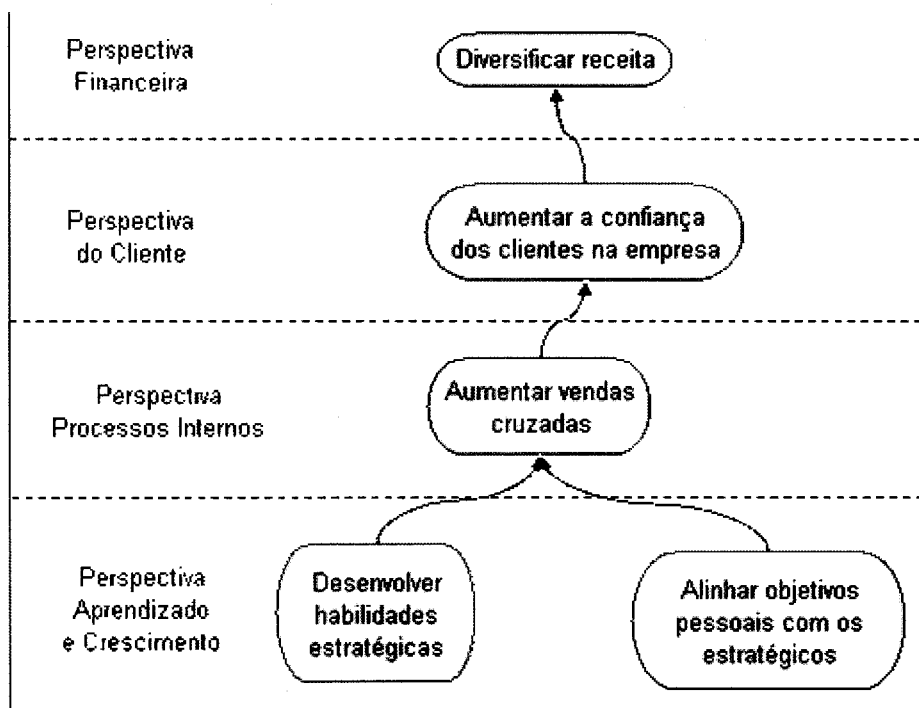 Perspectiva
Financeira
Diversificar receita
Perspectiva
do Cliente
Aumentar a confiança
dos clientes na empresa
Perspectiva
Processos Internos
Aumentar vendas
cruzadas
Perspectiva
Aprendizado
e Crescimento
Desenvolver
habilidades
estratégicas
Alinhar objetivos
pessoais com os
estratégicos